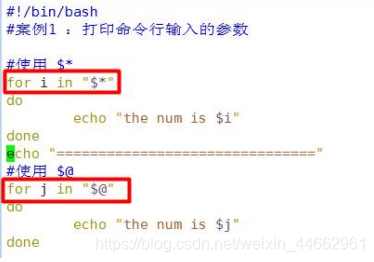 #!/bin/bash
#案例1 ：打印命令行输入的参数
#使用 $*
for i in "$*"
do
echo "the num is $i"
done
echo "==============================="
#使用 $@
for j in "$@"
do
echo "the num is $j"
done
https://blog.csdn.net/weixin_44662961